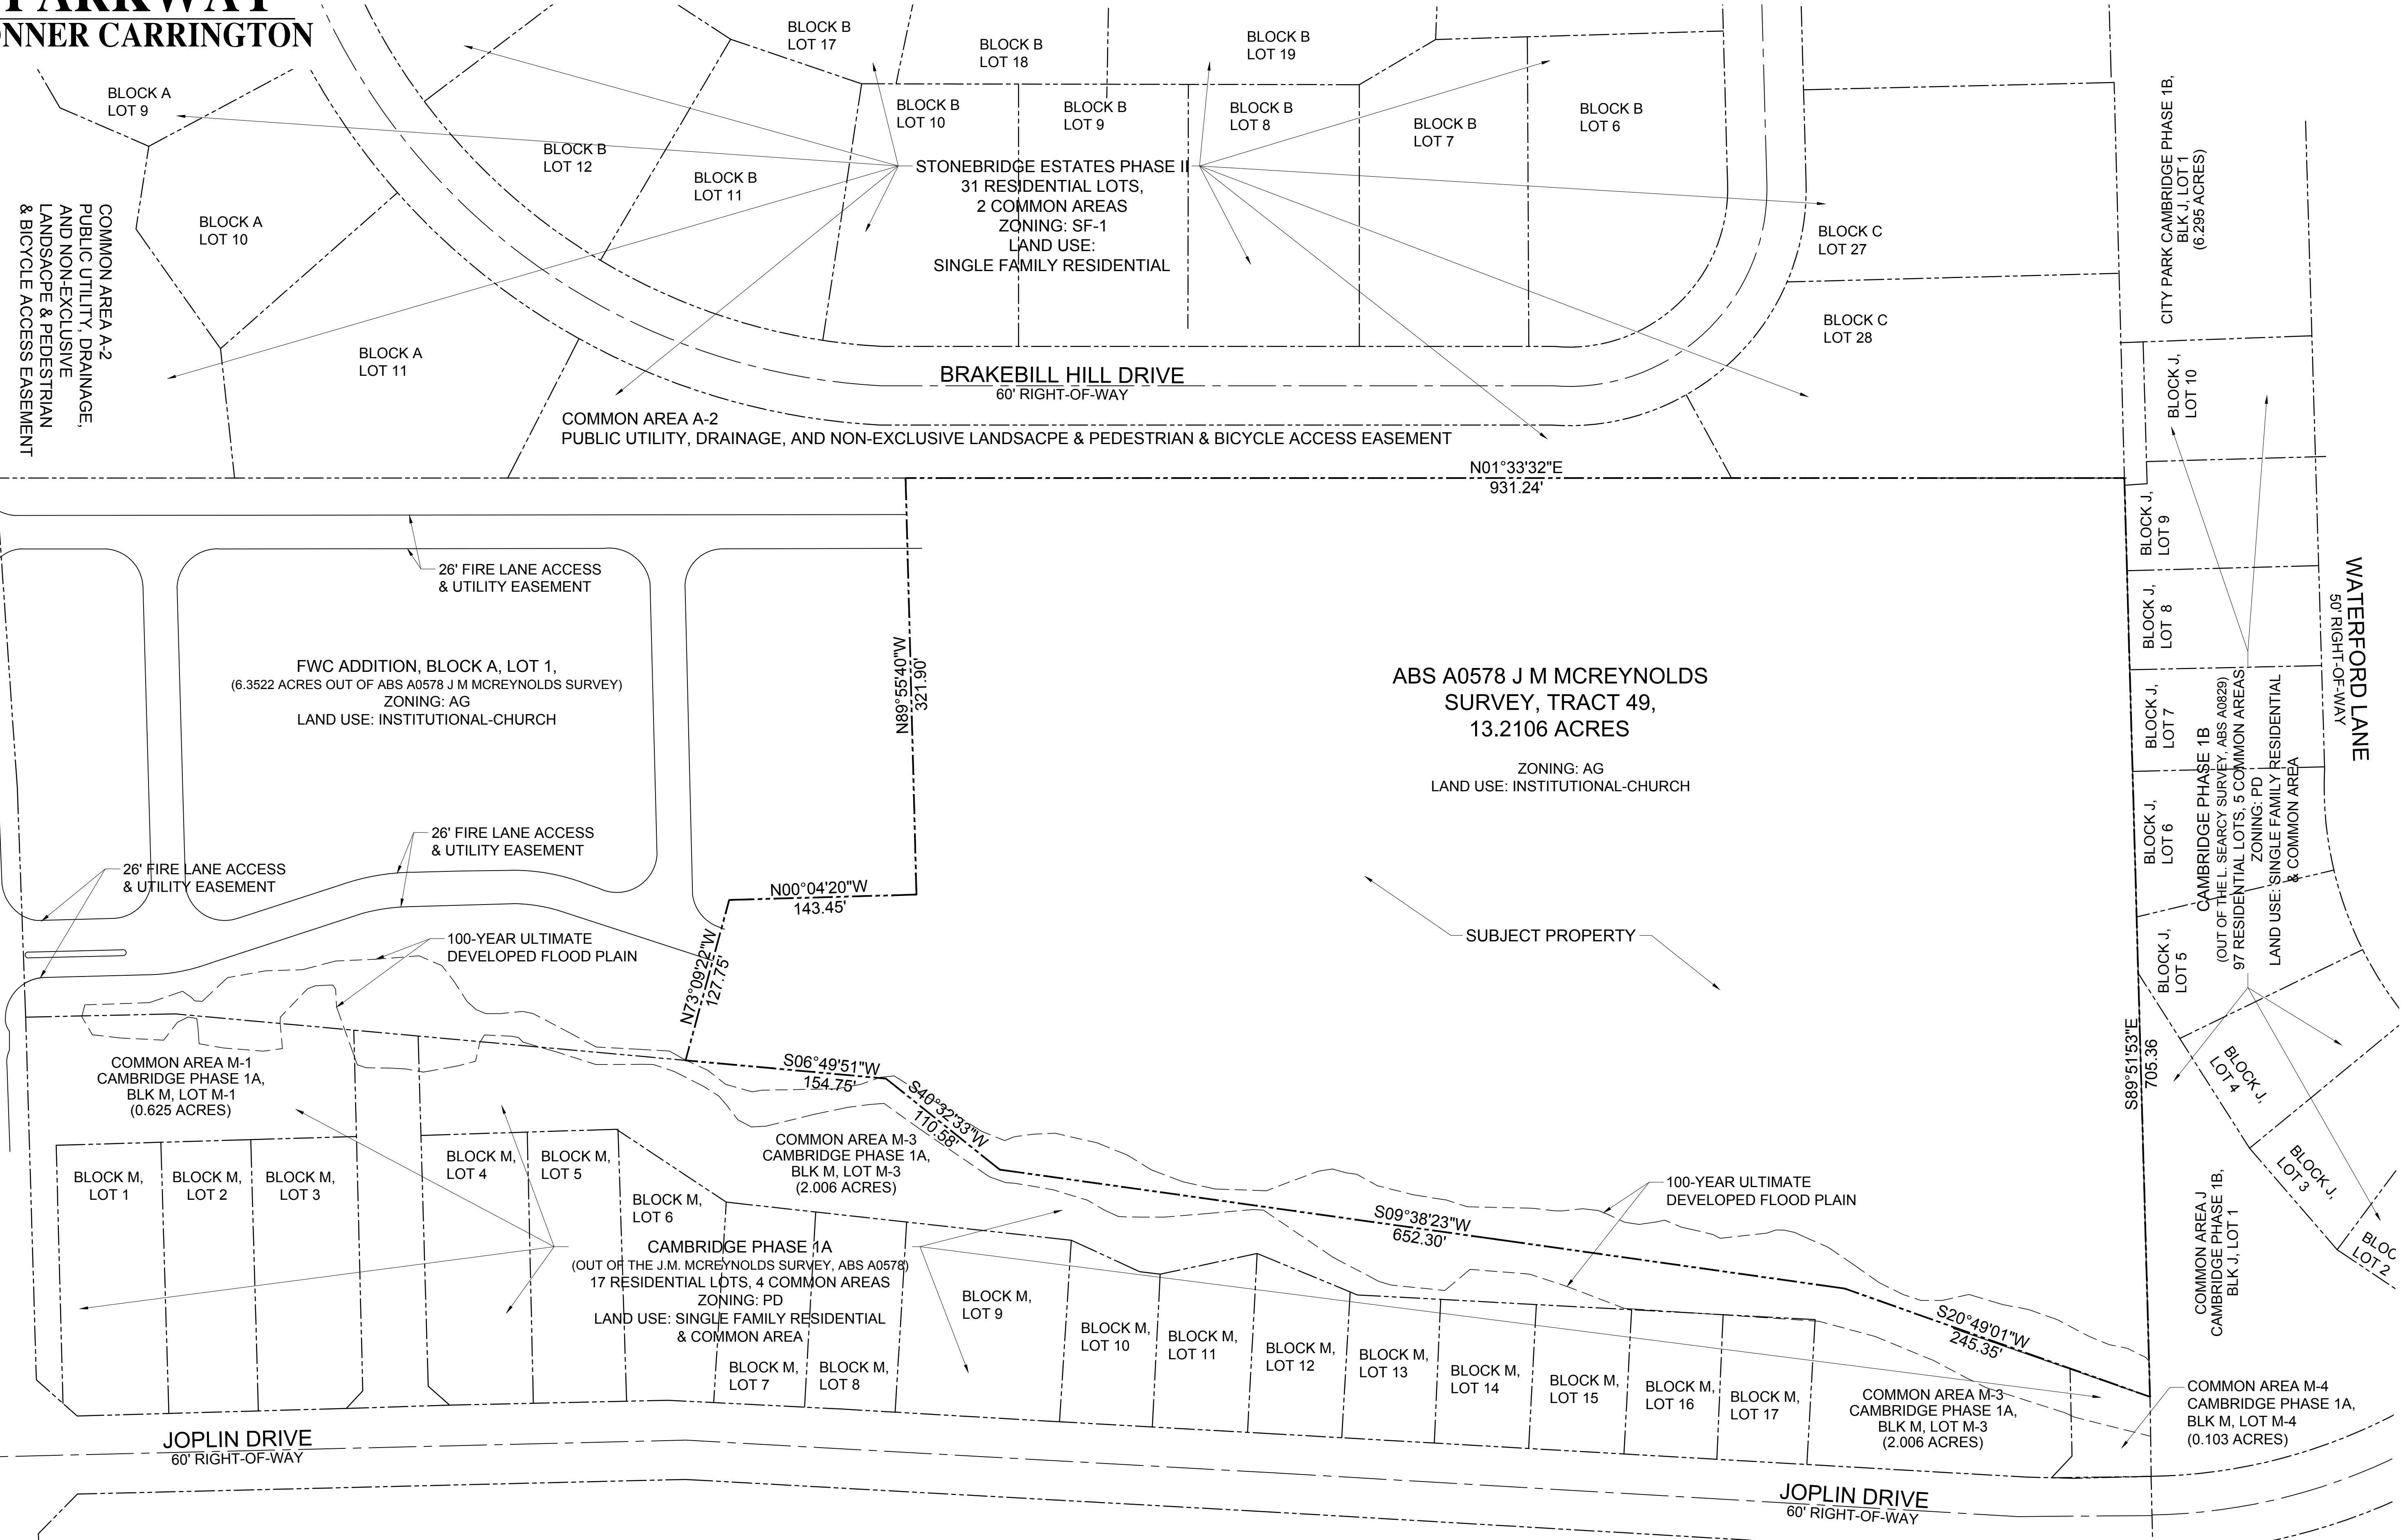 PARKWAY
ONNER CARRINGTON
BLOCK A
LOT 9
BLOCK A
LOT 10
BLOCK A
LOT 11
COMMON AREA A-2
PUBLIC UTILITY, DRAINAGE,
AND NON-EXCLUSIVE
LANDSACPE & PEDESTRIAN
& BICYCLE ACCESS EASEMENT
BLOCK B
LOT 17
BLOCK B
LOT 18
BLOCK B
LOT 19
BLOCK B
LOT 12
BLOCK B
LOT 11
BLOCK B
LOT 10
BLOCK B
LOT 9
BLOCK B
LOT 8
BLOCK B
LOT 7
BLOCK B
LOT 6
STONEBRIDGE ESTATES PHASE II
31 RESIDENTIAL LOTS,
2 COMMON AREAS
ZONING: SF-1
LAND USE:
SINGLE FAMILY RESIDENTIAL
BLOCK C
LOT 27
BLOCK C
LOT 28
CITY PARK CAMBRIDGE PHASE 1B,
BLK J, LOT 1
(6.295 ACRES)
BRAKEBILL HILL DRIVE
60' RIGHT-OF-WAY
COMMON AREA A-2
PUBLIC UTILITY, DRAINAGE, AND NON-EXCLUSIVE LANDSACPE & PEDESTRIAN & BICYCLE ACCESS EASEMENT
N01°33'32"E
931.24'
26' FIRE LANE ACCESS
& UTILITY EASEMENT
FWC ADDITION, BLOCK A, LOT 1,
(6.3522 ACRES OUT OF ABS A0578 J M MCREYNOLDS SURVEY)
ZONING: AG
LAND USE: INSTITUTIONAL-CHURCH
N89°55'40"W
321.90'
ABS A0578 J M MCREYNOLDS
SURVEY, TRACT 49,
13.2106 ACRES
ZONING: AG
LAND USE: INSTITUTIONAL-CHURCH
BLOCK J,
LOT 10
BLOCK J,
LOT 9
BLOCK J,
LOT 8
BLOCK J,
LOT 7
BLOCK J,
LOT 6
BLOCK J,
LOT 5
BLOCK J,
LOT 4
BLOCK J,
LOT 3
BLOC
LOT 2
WATERFORD LANE
50' RIGHT-OF-WAY
CAMBRIDGE PHASE 1B
(OUT OF THE L. SEARCY SURVEY, ABS A0829)
97 RESIDENTIAL LOTS, 5 COMMON AREAS
ZONING: PD
LAND USE: SINGLE FAMILY RESIDENTIAL
& COMMON AREA
26' FIRE LANE ACCESS
& UTILITY EASEMENT
26' FIRE LANE ACCESS
& UTILITY EASEMENT
N00°04'20"W
143.45'
N73°09'22"W
127.75'
100-YEAR ULTIMATE
DEVELOPED FLOOD PLAIN
SUBJECT PROPERTY
S89°51'53"E
705.36
COMMON AREA M-1
CAMBRIDGE PHASE 1A,
BLK M, LOT M-1
(0.625 ACRES)
S06°49'51"W
154.75'
S40°32'33"W
110.58'
COMMON AREA M-3
CAMBRIDGE PHASE 1A,
BLK M, LOT M-3
(2.006 ACRES)
100-YEAR ULTIMATE
DEVELOPED FLOOD PLAIN
S09°38'23"W
652.30'
S20°49'01"W
245.35'
COMMON AREA J
CAMBRIDGE PHASE 1B,
BLK J, LOT 1
BLOCK M,
LOT 1
BLOCK M,
LOT 2
BLOCK M,
LOT 3
BLOCK M,
LOT 4
BLOCK M,
LOT 5
BLOCK M,
LOT 6
CAMBRIDGE PHASE 1A
(OUT OF THE J.M. MCREYNOLDS SURVEY, ABS A0578)
17 RESIDENTIAL LOTS, 4 COMMON AREAS
ZONING: PD
LAND USE: SINGLE FAMILY RESIDENTIAL
& COMMON AREA
BLOCK M,
LOT 7
BLOCK M,
LOT 8
BLOCK M,
LOT 9
BLOCK M,
LOT 10
BLOCK M,
LOT 11
BLOCK M,
LOT 12
BLOCK M,
LOT 13
BLOCK M,
LOT 14
BLOCK M,
LOT 15
BLOCK M,
LOT 16
BLOCK M,
LOT 17
COMMON AREA M-3
CAMBRIDGE PHASE 1A,
BLK M, LOT M-3
(2.006 ACRES)
COMMON AREA M-4
CAMBRIDGE PHASE 1A,
BLK M, LOT M-4
(0.103 ACRES)
JOPLIN DRIVE
60' RIGHT-OF-WAY
JOPLIN DRIVE
60' RIGHT-OF-WAY